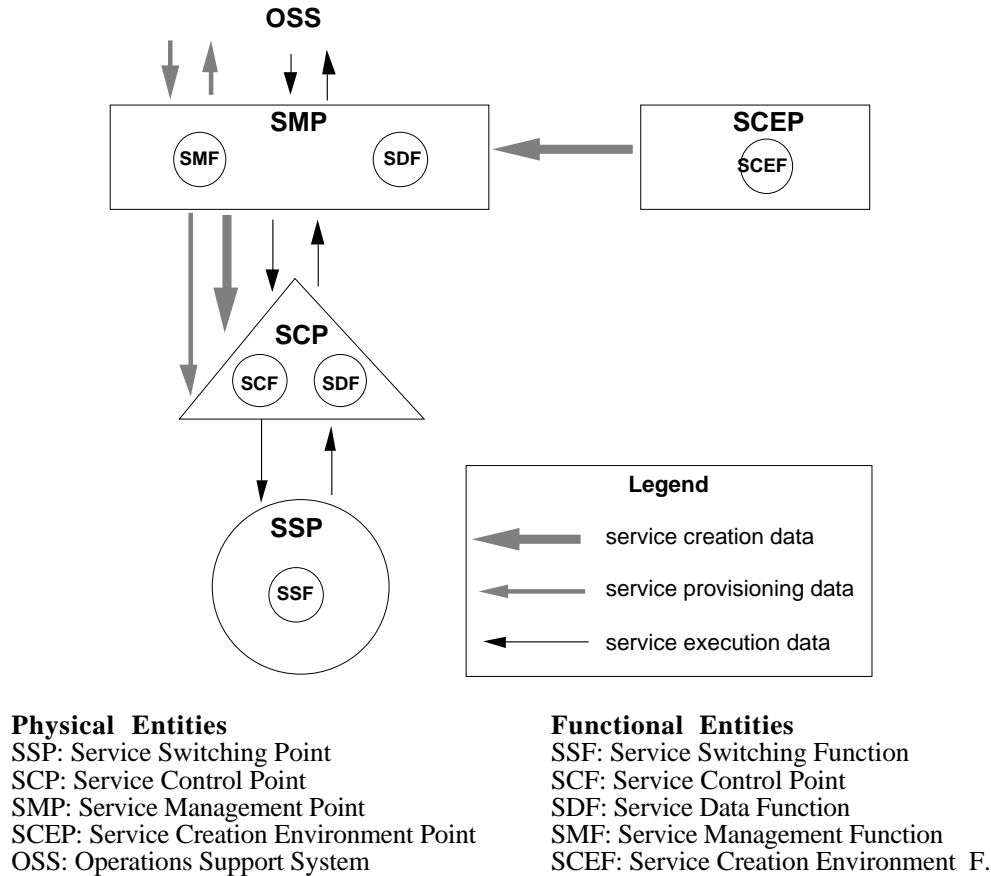 OSS
SMP
SMF
SDF
SCEP
SCEF
SCP
SCF
SDF
SSP
SSF
Legend
service creation data
service provisioning data
service execution data
Physical Entities
SSP: Service Switching Point
SCP: Service Control Point
SMP: Service Management Point
SCEP: Service Creation Environment Point
OSS: Operations Support System
Functional Entities
SSF: Service Switching Function
SCF: Service Control Point
SDF: Service Data Function
SMF: Service Management Function
SCEF: Service Creation Environment F.